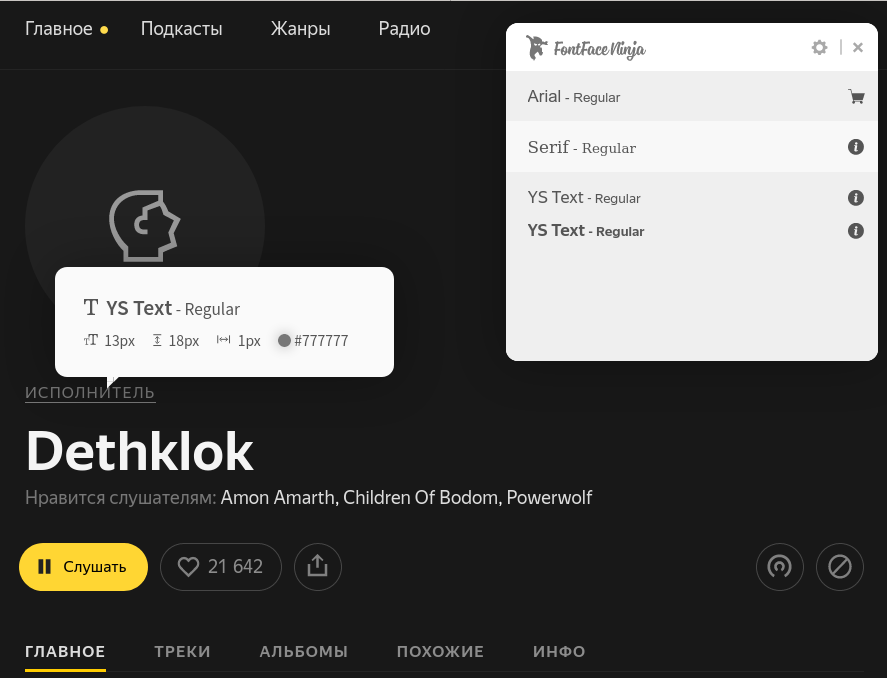 Главное Подкасты Жанры Радио
FontFace Ninja
Arial - Regular
Serif - Regular
YS Text - Regular
YS Text - Regular
T YS Text - Regular
13px 18px 1px #777777
ИСПОЛНИТЕЛЬ
Dethklok
Нравится слушателям: Amon Amarth, Children Of Bodom, Powerwolf
Слушать 21 642
ГЛАВНОЕ ТРЕКИ АЛЬБОМЫ ПОХОЖИЕ ИНФО